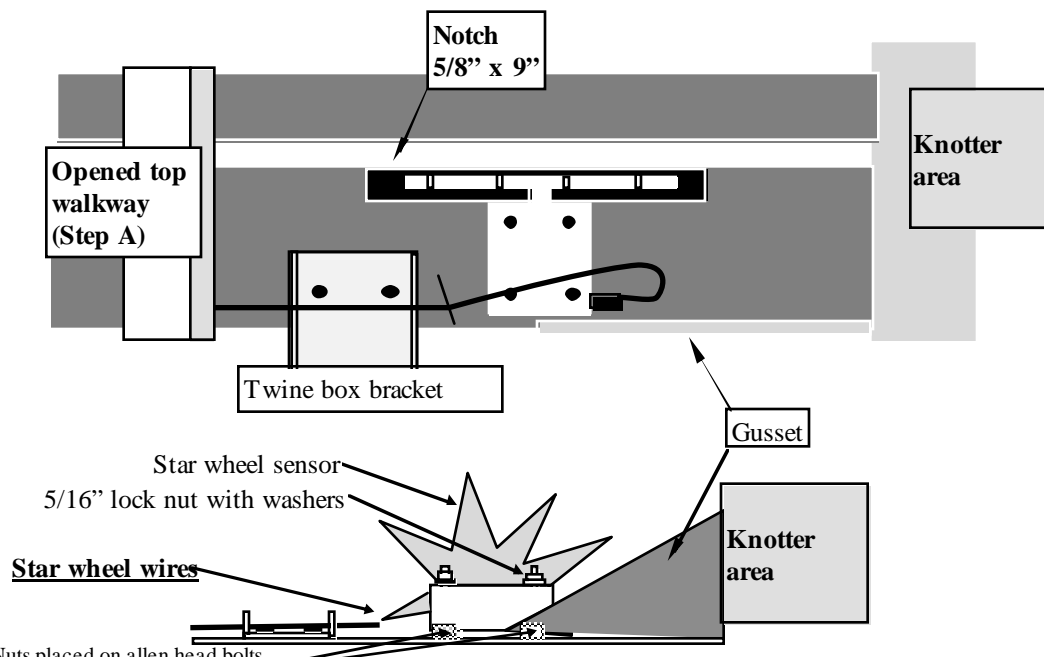 Notch
5/8” x 9”
Knotter
area
Opened top
walkway
(Step A)
Twine box bracket
Gusset
Star wheel sensor
5/16” lock nut with washers
Knotter
area
Star wheel wires
Nuts placed on allen head bolts